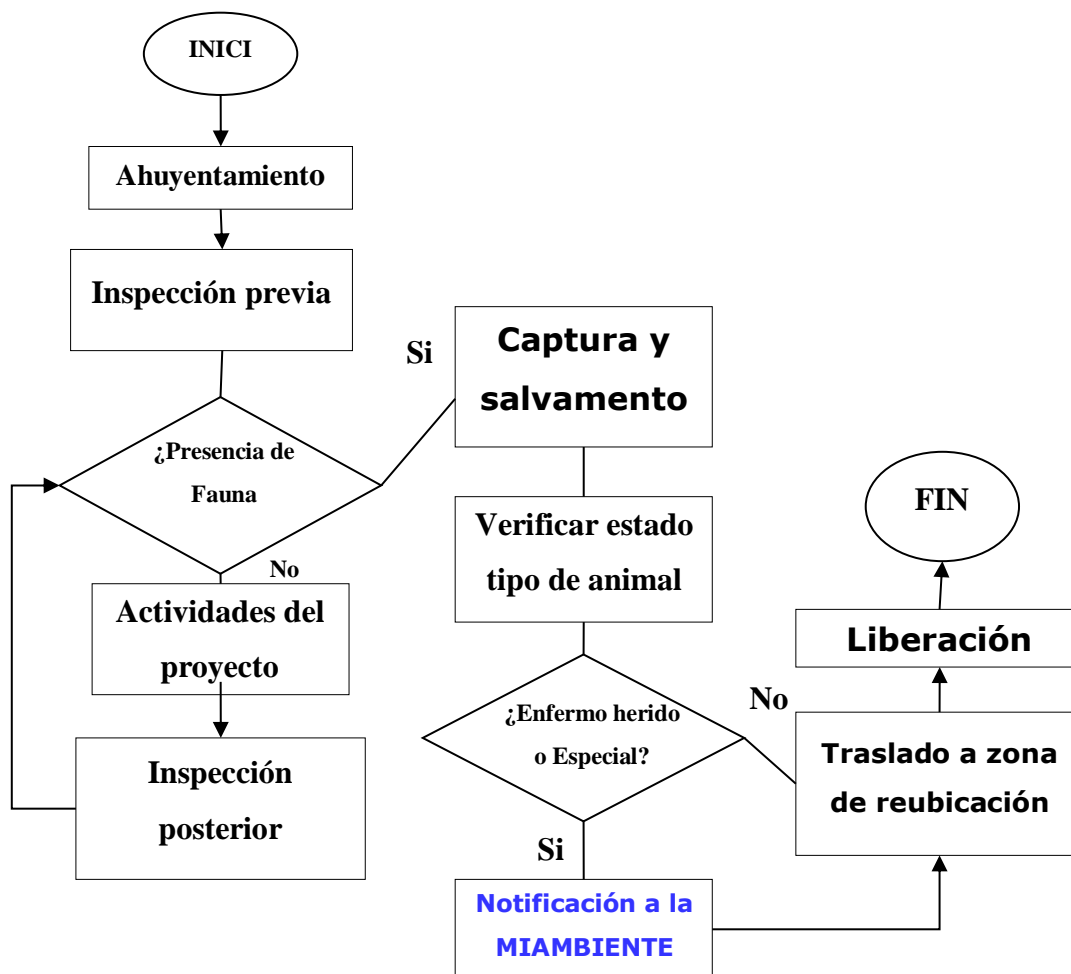 INICI
Ahuyentamiento
Inspección previa
¿Presencia de
Fauna
No
Actividades del
proyecto
Inspección
posterior
Si
Captura y
salvamento
Verificar estado
tipo de animal
¿Enfermo herido
o Especial?
Si
Notificación a la
MIAMBIENTE
No
Traslado a zona
de reubicación
Liberación
FIN